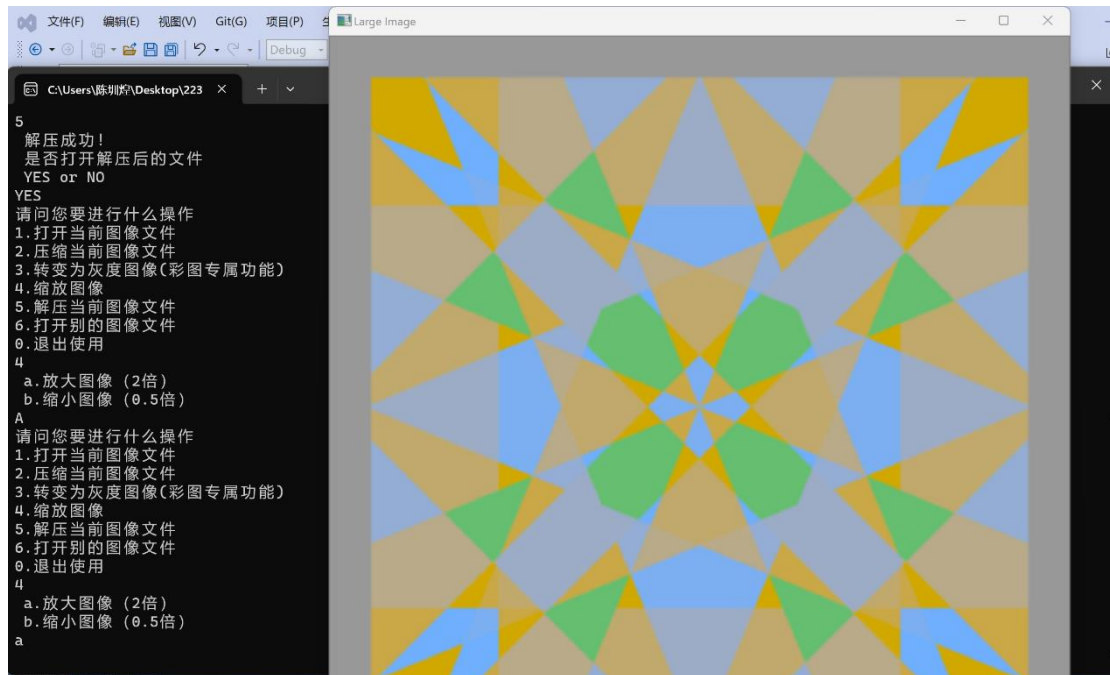 文件(F) 编辑(E) 视图(V) Git(G) 项目(P)
Debug
Large Image
C:\Users\陈圳焞\Desktop\223
5
解压成功!
是否打开解压后的文件
YES or NO
YES
请问您要进行什么操作
1.打开当前图像文件
2.压缩当前图像文件
3.转变为灰度图像(彩图专属功能)
4.缩放图像
5.解压当前图像文件
6.打开别的图像文件
0.退出使用
4
a.放大图像 (2倍)
b.缩小图像 (0.5倍)
A
请问您要进行什么操作
1.打开当前图像文件
2.压缩当前图像文件
3.转变为灰度图像(彩图专属功能)
4.缩放图像
5.解压当前图像文件
6.打开别的图像文件
0.退出使用
4
a.放大图像 (2倍)
b.缩小图像 (0.5倍)
a